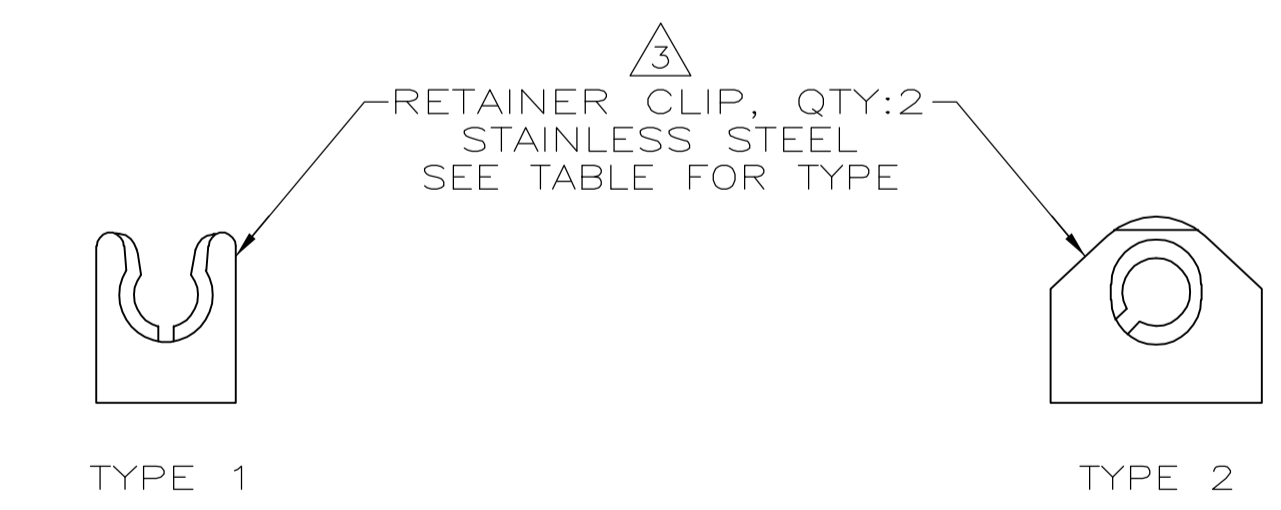 3
RETAINER CLIP, QTY:2
STAINLESS STEEL
SEE TABLE FOR TYPE
TYPE 1
TYPE 2